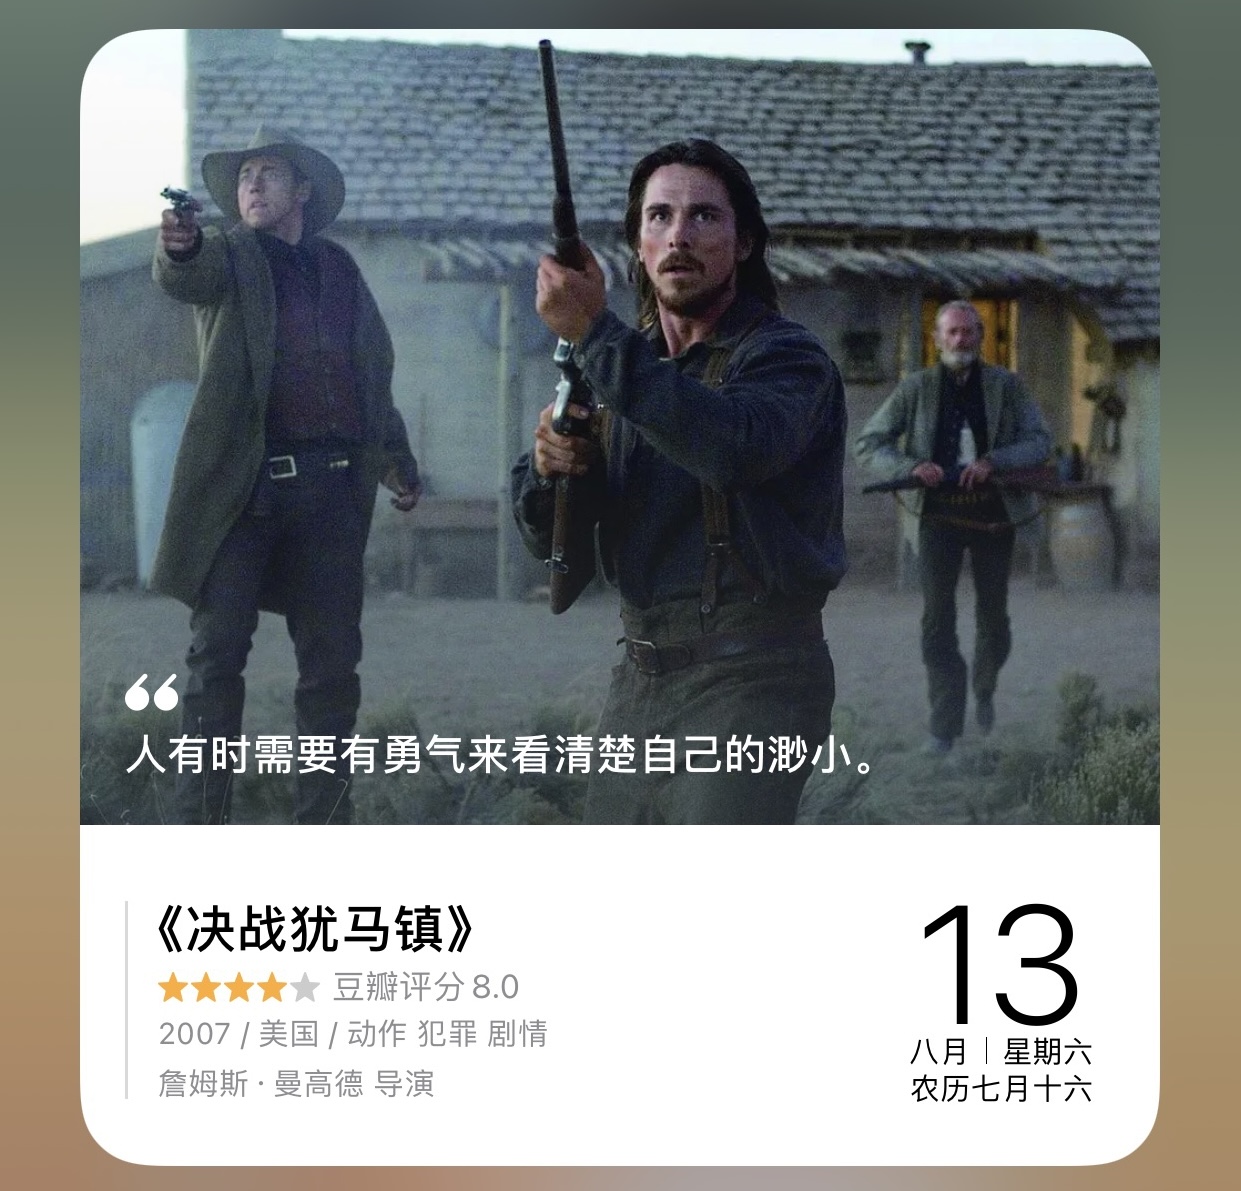 人有时需要有勇气来看清楚自己的渺小。
《决战犹马镇》
豆瓣评分 8.0
2007 / 美国 / 动作 犯罪 剧情
詹姆斯·曼高德 导演
13
八月｜星期六
农历七月十六